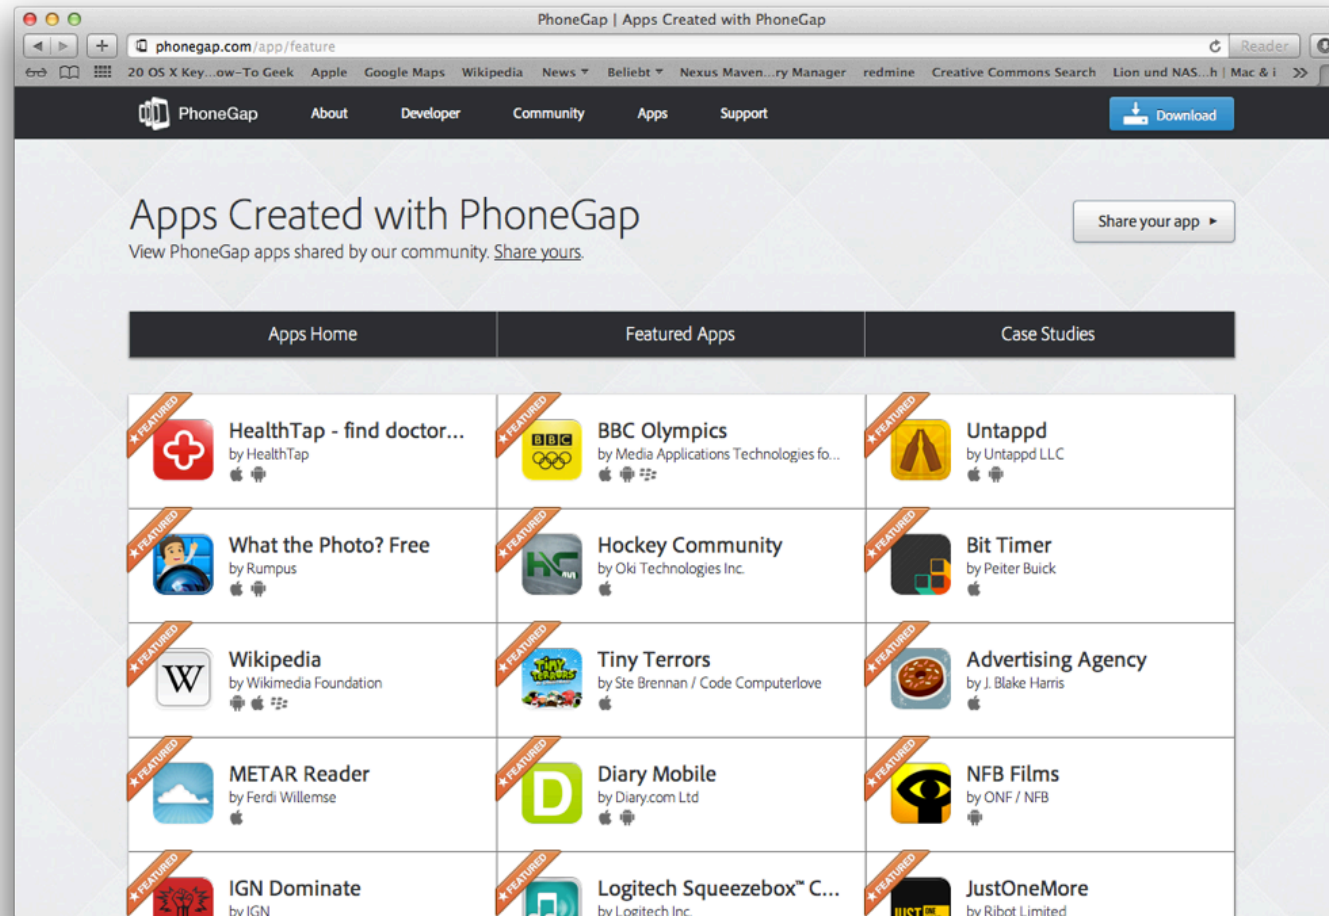 PhoneGap | Apps Created with PhoneGap
phonegap.com/app/feature
Reader
20 OS X Key...ow-To Geek Apple Google Maps Wikipedia News Beliebt Nexus Maven...ry Manager redmine Creative Commons Search Lion und NAS...h | Mac & i
PhoneGap About Developer Community Apps Support Download
Apps Created with PhoneGap
Share your app
View PhoneGap apps shared by our community. Share yours.
Apps Home Featured Apps Case Studies
FEATURED
HealthTap - find doctor...
by HealthTap
FEATURED
BBC
BBC Olympics
by Media Applications Technologies fo...
FEATURED
Untappd
by Untappd LLC
FEATURED
What the Photo? Free
by Rumpus
FEATURED
HC
Hockey Community
by Oki Technologies Inc.
FEATURED
Bit Timer
by Peiter Buick
FEATURED
W
Wikipedia
by Wikimedia Foundation
FEATURED
TINY
TERRORS
Tiny Terrors
by Ste Brennan / Code Computerlove
FEATURED
Advertising Agency
by J. Blake Harris
FEATURED
METAR Reader
by Ferdi Willemse
FEATURED
D
Diary Mobile
by Diary.com Ltd
FEATURED
NFB Films
by ONF / NFB
FEATURED
IGN Dominate
by IGN
FEATURED
Logitech Squeezebox™ C...
by Logitech Inc.
FEATURED
JUST ONE
JustOneMore
by Ribot Limited